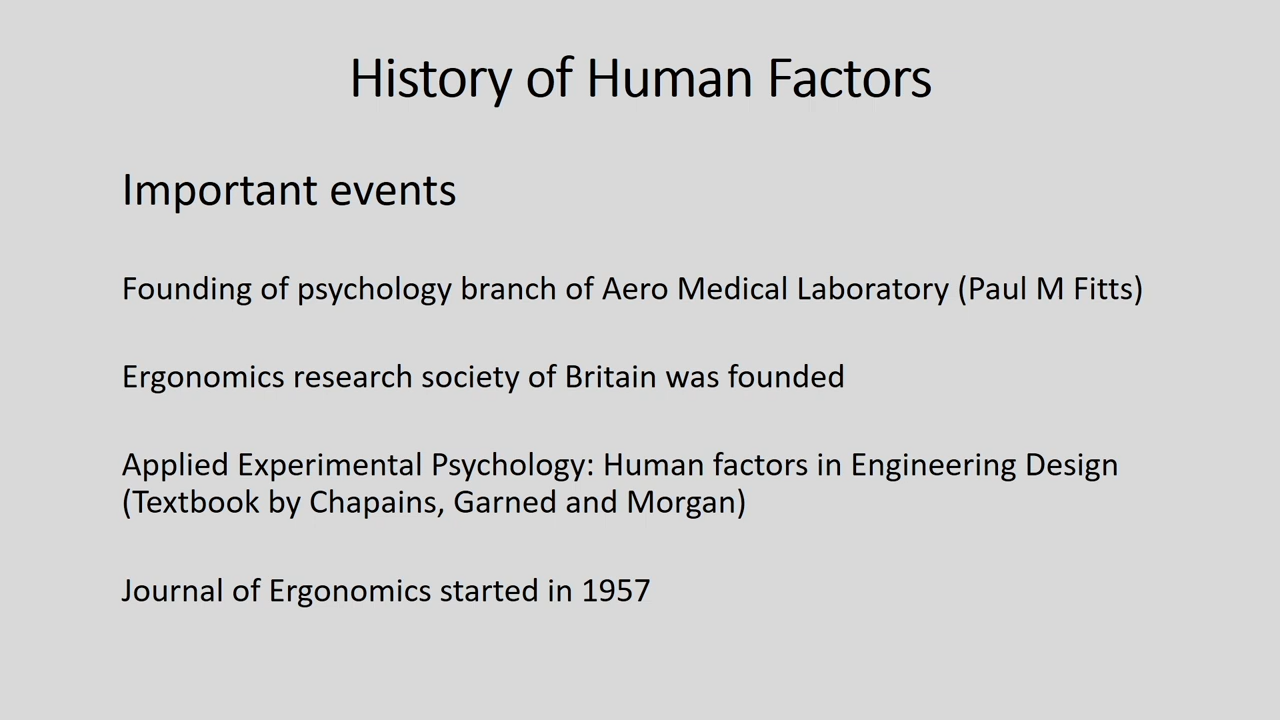 History of Human Factors
Important events
Founding of psychology branch of Aero Medical Laboratory (Paul M Fitts)
Ergonomics research society of Britain was founded
Applied Experimental Psychology: Human factors in Engineering Design
(Textbook by Chapains, Garned and Morgan)
Journal of Ergonomics started in 1957